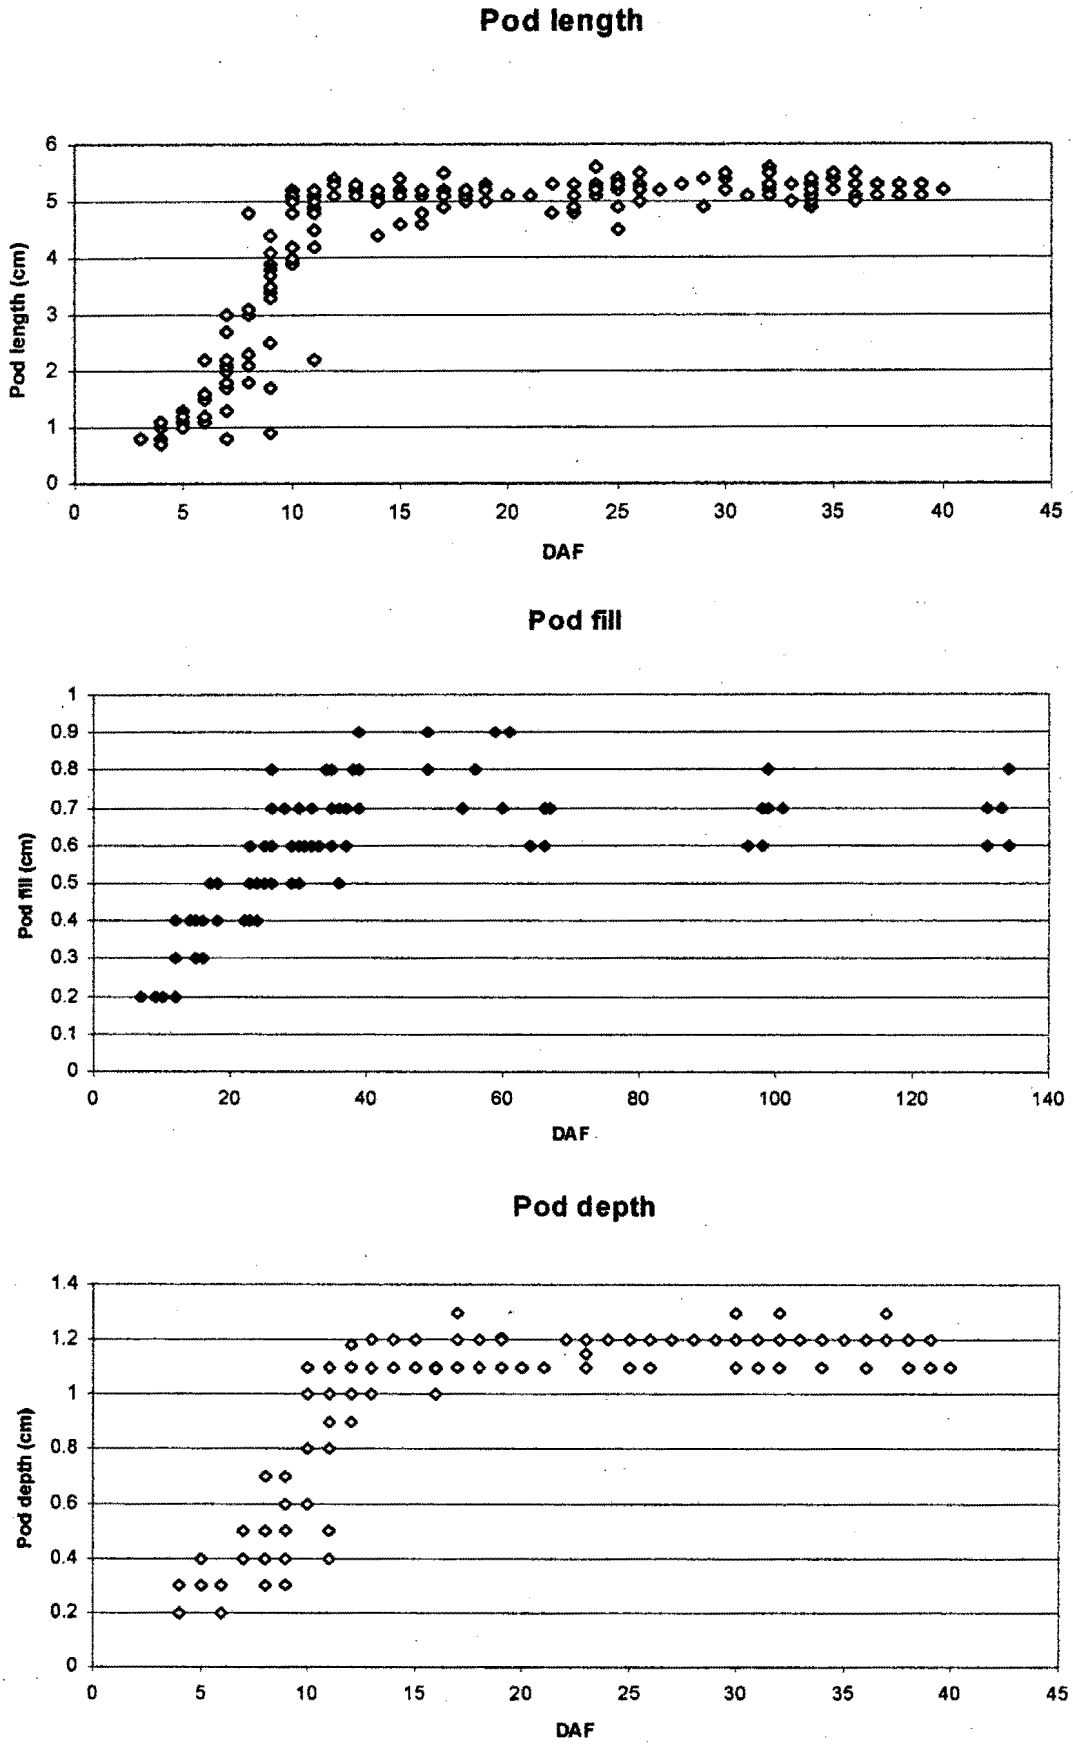 Pod length
6
5
4
3
2
1
0
Pod length (cm)
0 5 10 15 20 25 30 35 40 45
DAF
Pod fill
1
0.9
0.8
0.7
0.6
0.5
0.4
0.3
0.2
0.1
0
Pod fill (cm)
0 20 40 60 80 100 120 140
DAF
Pod depth
1.4
1.2
1
0.8
0.6
0.4
0.2
0
Pod depth (cm)
0 5 10 15 20 25 30 35 40 45
DAF